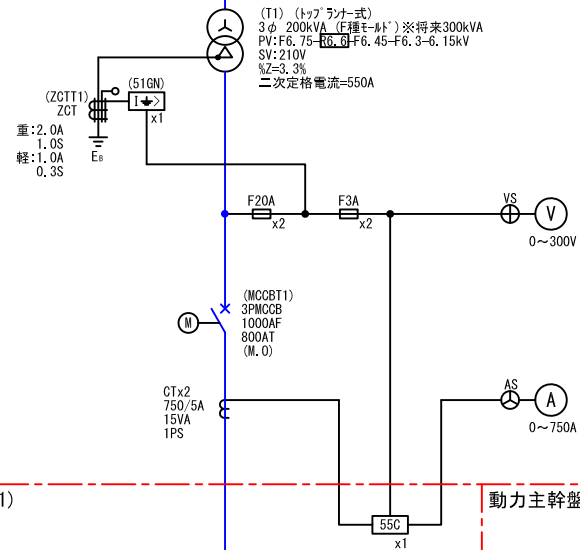 (T1) (トップランナー式)
3φ 200kVA (F種モールド)※将来300kVA
PV:F6.75-R6.6-F6.45-F6.3-6.15kV
SV:210V
%Z=3.3%
二次定格電流=550A
(ZCTT1)
ZCT
(51GN)
I >
x1
重:2.0A
1.0S
軽:1.0A
0.3S
EB
F20A
x2
F3A
x2
VS
V
0～300V
(MCCBT1)
3PMCCB
1000AF
800AT
(M.O)
M
CTx2
750/5A
15VA
1PS
AS
A
0～750A
1)
動力主幹盤
55C
x1